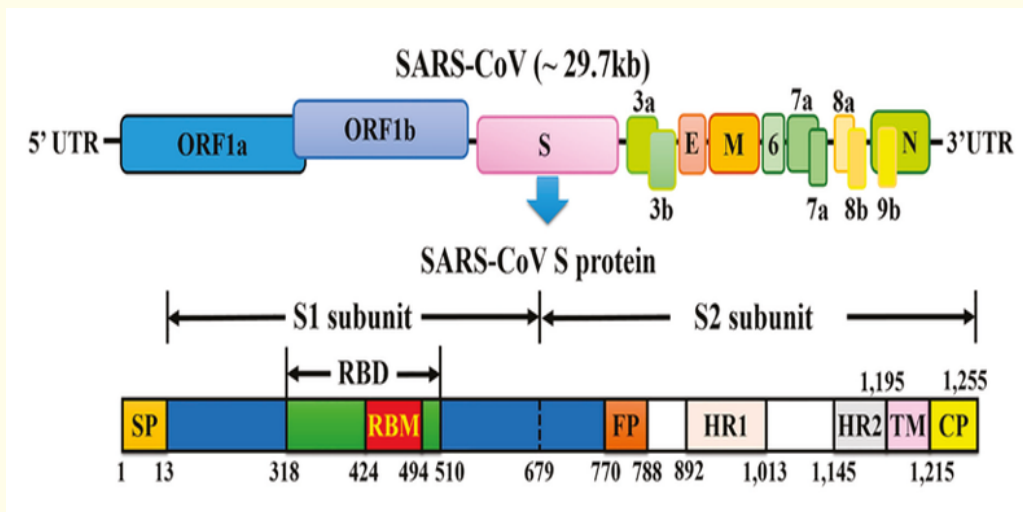 SARS-CoV (~ 29.7kb)
3a 7a 8a
5' UTR ORF1a ORF1b S E M 6 N 3'UTR
3b 7a 8b 9b
SARS-CoV S protein
S1 subunit S2 subunit
RBD
1,195 1,255
SP RBM FP HR1 HR2 TM CP
1 13 318 424 494 510 679 770 788 892 1,013 1,145 1,215